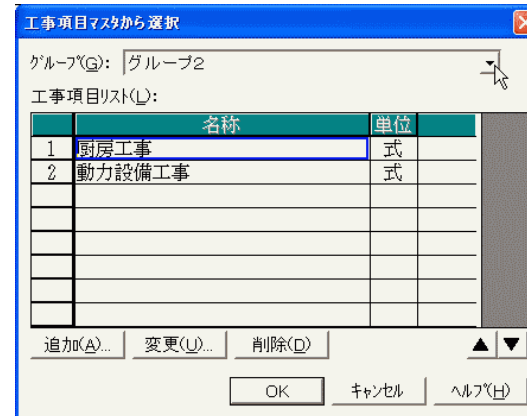 工事項目ﾏｽﾀから選択
ｸﾞﾙｰﾌﾟ(G): グループ2
工事項目ﾘｽﾄ(L):
名称 単位
1 厨房工事 式
2 動力設備工事 式
追加(A)... 変更(U)... 削除(D) ▲ ▼
OK ｷｬﾝｾﾙ ﾍﾙﾌﾟ(H)